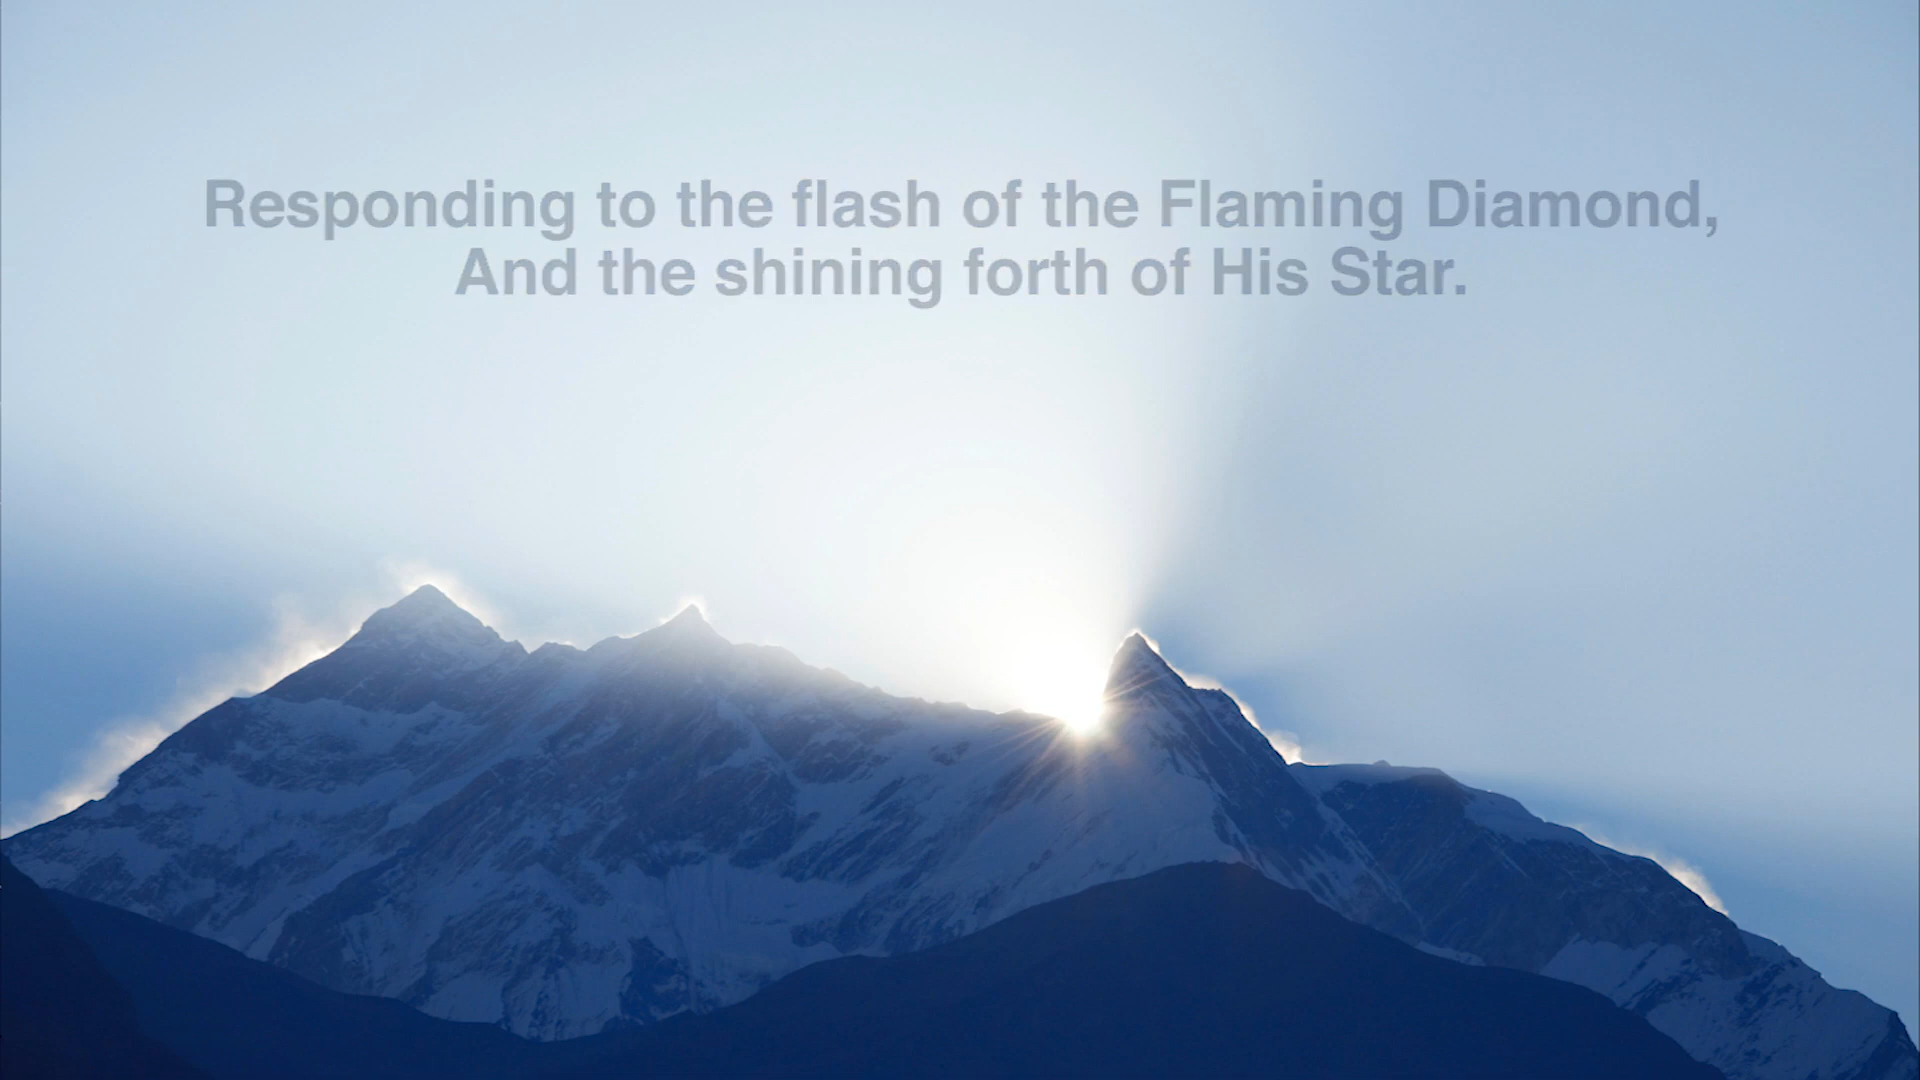 Responding to the flash of the Flaming Diamond,
And the shining forth of His Star.